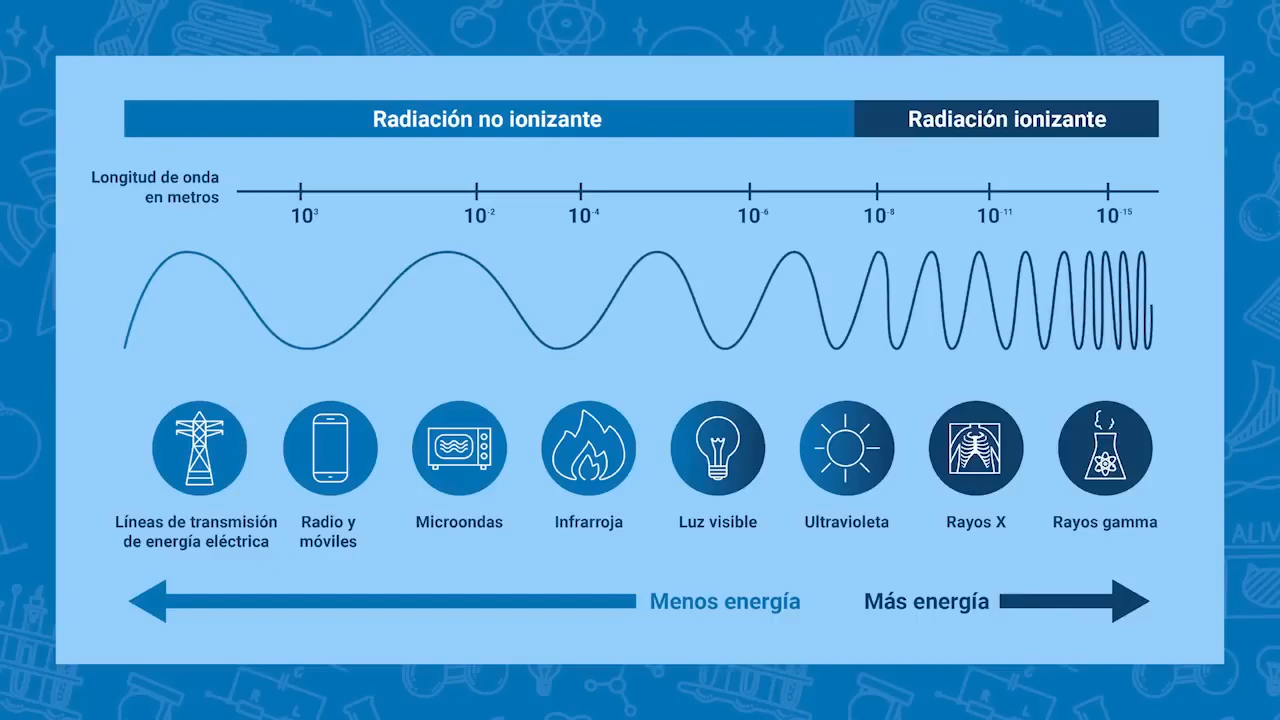 Radiación no ionizante
Radiación ionizante
Longitud de onda
en metros
10³
10⁻²
10⁻⁴
10⁻⁶
10⁻⁸
10⁻¹¹
10⁻¹⁵
Líneas de transmisión
de energía eléctrica
Radio y
móviles
Microondas
Infrarroja
Luz visible
Ultravioleta
Rayos X
Rayos gamma
Menos energía
Más energía